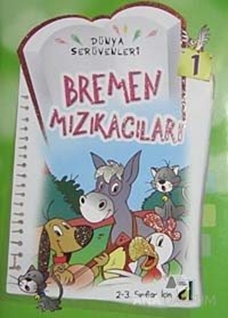 DÜNYA
SERÜVENLERİ
1
BREMEN
MIZIKACILARI
2-3. Sınıflar İçin